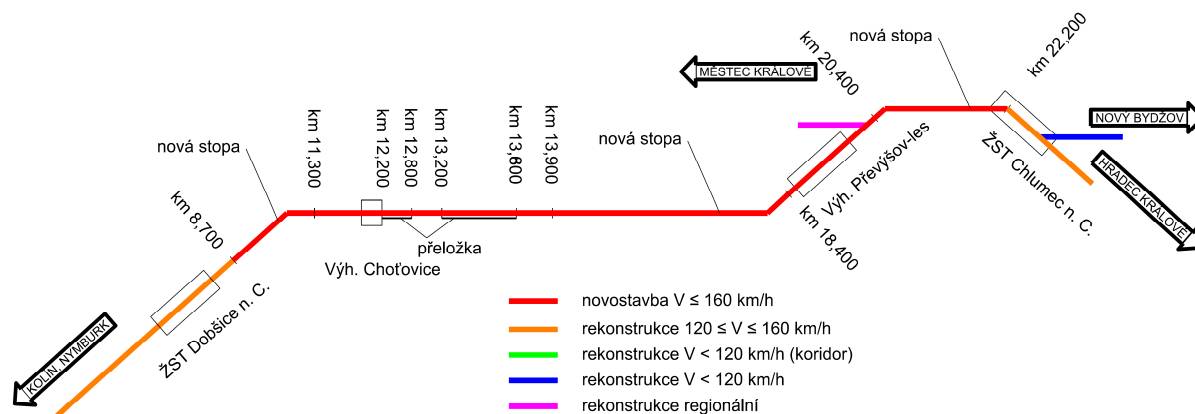 nová stopa
km 22,200
MĚSTEC KRÁLOVÉ
km 20,400
NOVÝ BYDŽOV
nová stopa
km 8,700
km 11,300
km 12,200
km 12,800
km 13,200
km 13,600
km 13,900
nová stopa
Výh. Převýšov-les
ŽST Chlumec n. C.
HRADEC KRÁLOVÉ
km 18,400
přeložka
Výh. Choťovice
ŽST Dobšice n. C.
KOLÍN, NYMBURK
novostavba V ≤ 160 km/h
rekonstrukce 120 ≤ V ≤ 160 km/h
rekonstrukce V < 120 km/h (koridor)
rekonstrukce V < 120 km/h
rekonstrukce regionální